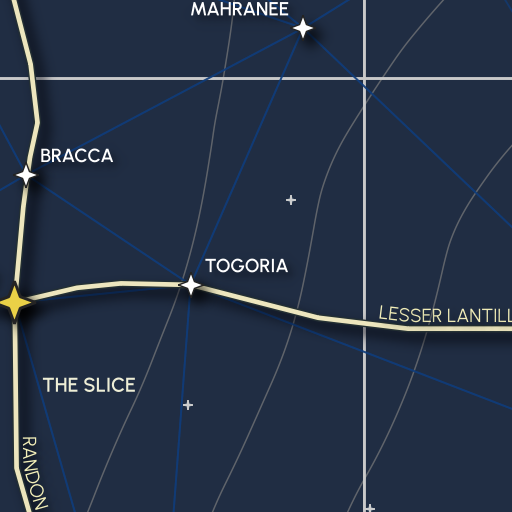 MAHRANEE
BRACCA
TOGORIA
LESSER LANTILL
THE SLICE
RANDON